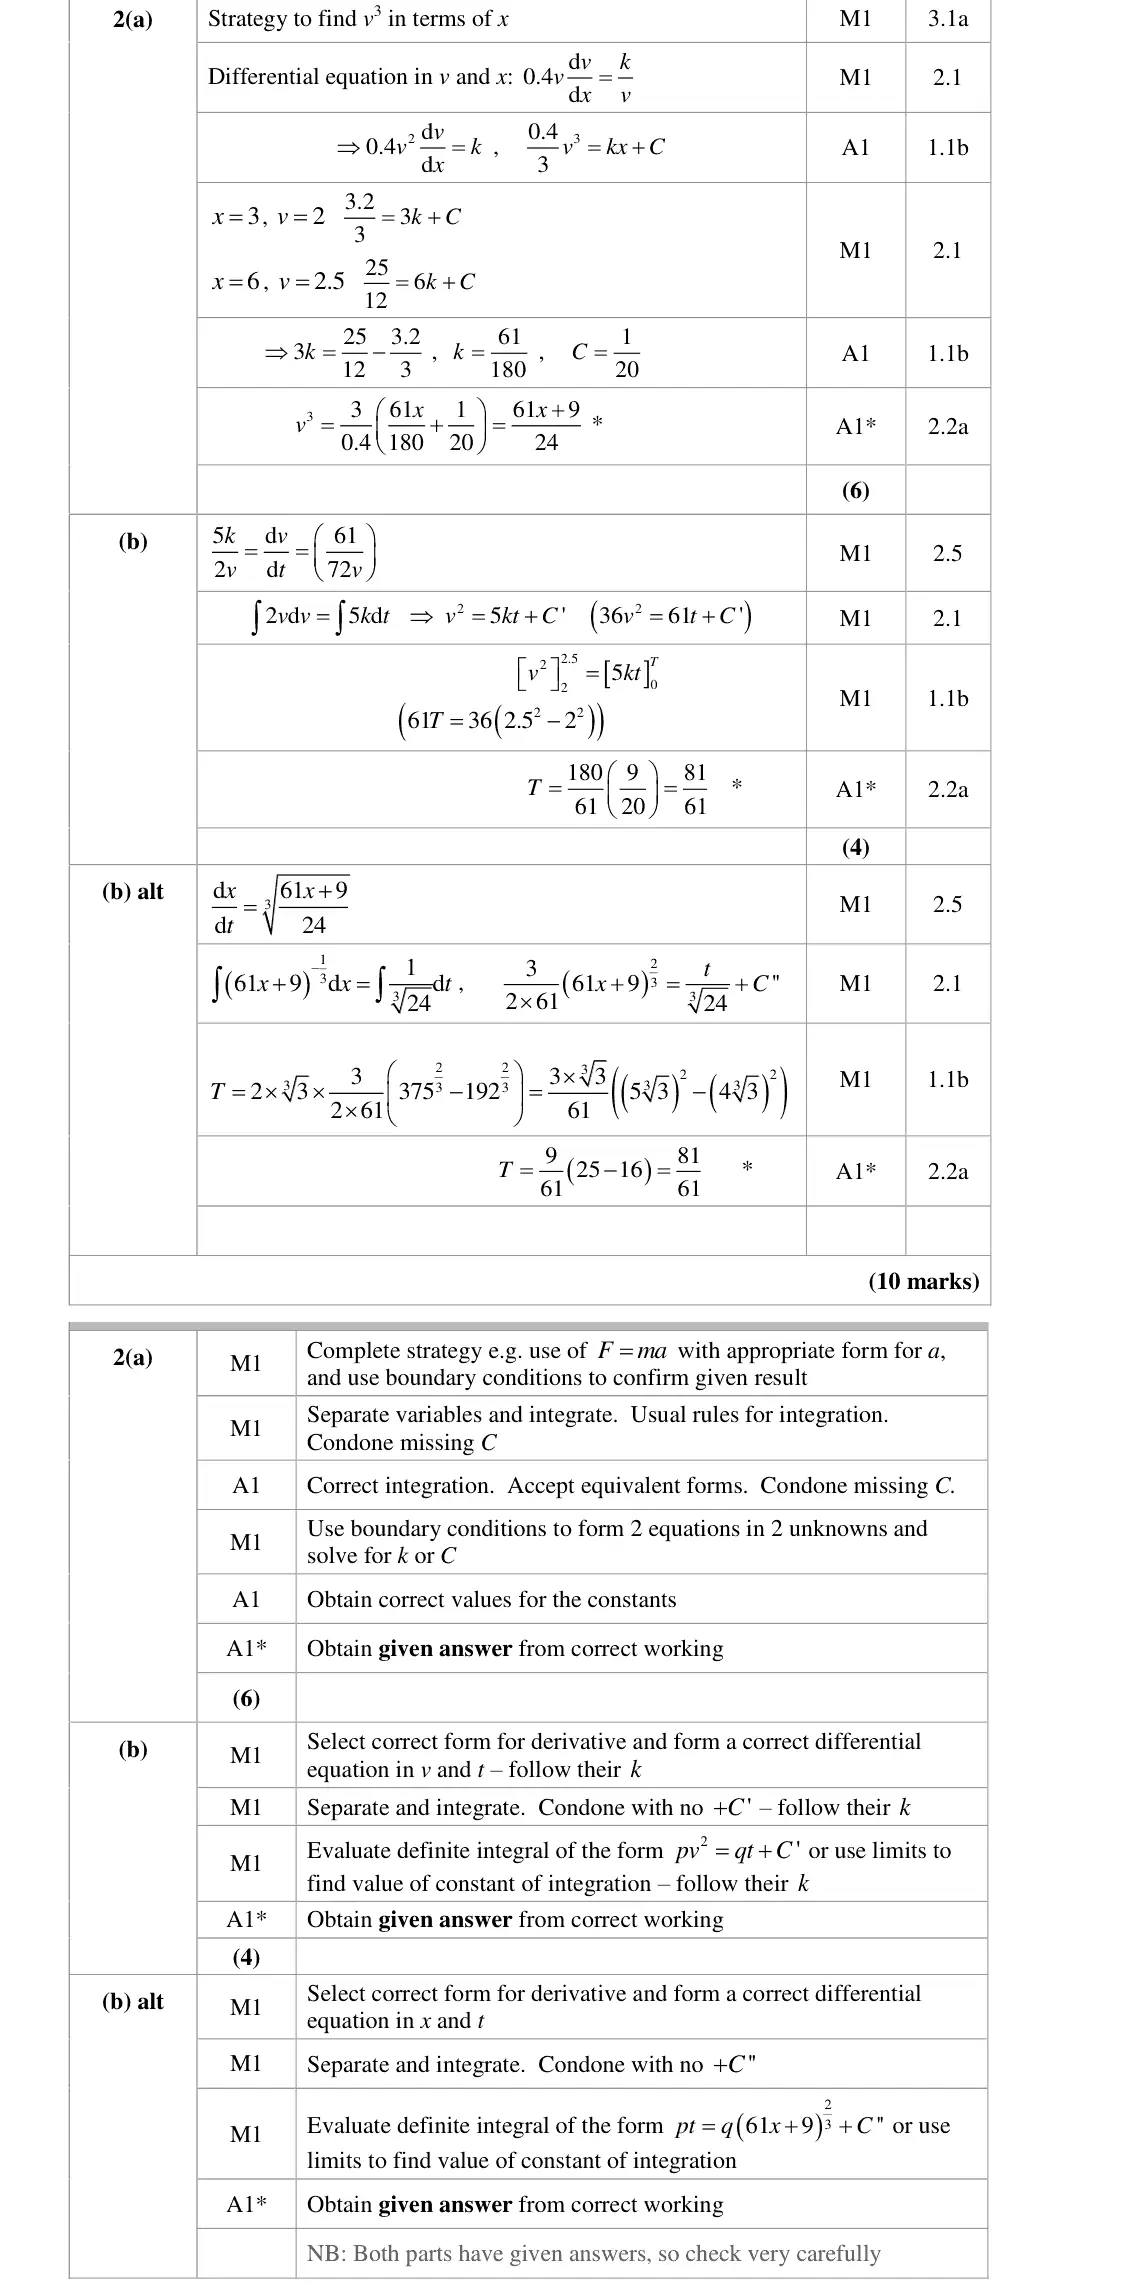 2(a) Strategy to find v³ in terms of x M1 3.1a
Differential equation in v and x: 0.4v dv/dx = k/v M1 2.1
⇒ 0.4v² dv/dx = k , 0.4/3 v³ = kx + C A1 1.1b
x = 3, v = 2 3.2/3 = 3k + C
x = 6, v = 2.5 25/12 = 6k + C M1 2.1
⇒ 3k = 25/12 − 3.2/3 , k = 61/180 , C = 1/20 A1 1.1b
v³ = 3/0.4 (61x/180 + 1/20) = (61x + 9)/24 * A1* 2.2a
(6)
(b) 5k/2v = dv/dt = (61/72v) M1 2.5
∫2vdv = ∫5kdt ⇒ v² = 5kt + C' (36v² = 61t + C') M1 2.1
[v²]₂^2.5 = [5kt]₀^T
(61T = 36(2.5² − 2²)) M1 1.1b
T = 180/61 (9/20) = 81/61 * A1* 2.2a
(4)
(b) alt dx/dt = ∛((61x + 9)/24) M1 2.5
∫(61x + 9)^(−1/3) dx = ∫ 1/∛24 dt , 3/(2×61) (61x + 9)^(2/3) = t/∛24 + C" M1 2.1
T = 2 × ∛3 × 3/(2×61) (375^(2/3) − 192^(2/3)) = (3×∛3)/61 ((5∛3)² − (4∛3)²) M1 1.1b
T = 9/61 (25 − 16) = 81/61 * A1* 2.2a
(10 marks)
2(a) M1 Complete strategy e.g. use of F = ma with appropriate form for a,
and use boundary conditions to confirm given result
M1 Separate variables and integrate. Usual rules for integration.
Condone missing C
A1 Correct integration. Accept equivalent forms. Condone missing C.
M1 Use boundary conditions to form 2 equations in 2 unknowns and
solve for k or C
A1 Obtain correct values for the constants
A1* Obtain given answer from correct working
(6)
(b) M1 Select correct form for derivative and form a correct differential
equation in v and t – follow their k
M1 Separate and integrate. Condone with no +C' – follow their k
M1 Evaluate definite integral of the form pv² = qt + C' or use limits to
find value of constant of integration – follow their k
A1* Obtain given answer from correct working
(4)
(b) alt M1 Select correct form for derivative and form a correct differential
equation in x and t
M1 Separate and integrate. Condone with no +C"
M1 Evaluate definite integral of the form pt = q(61x + 9)^(2/3) + C" or use
limits to find value of constant of integration
A1* Obtain given answer from correct working
NB: Both parts have given answers, so check very carefully